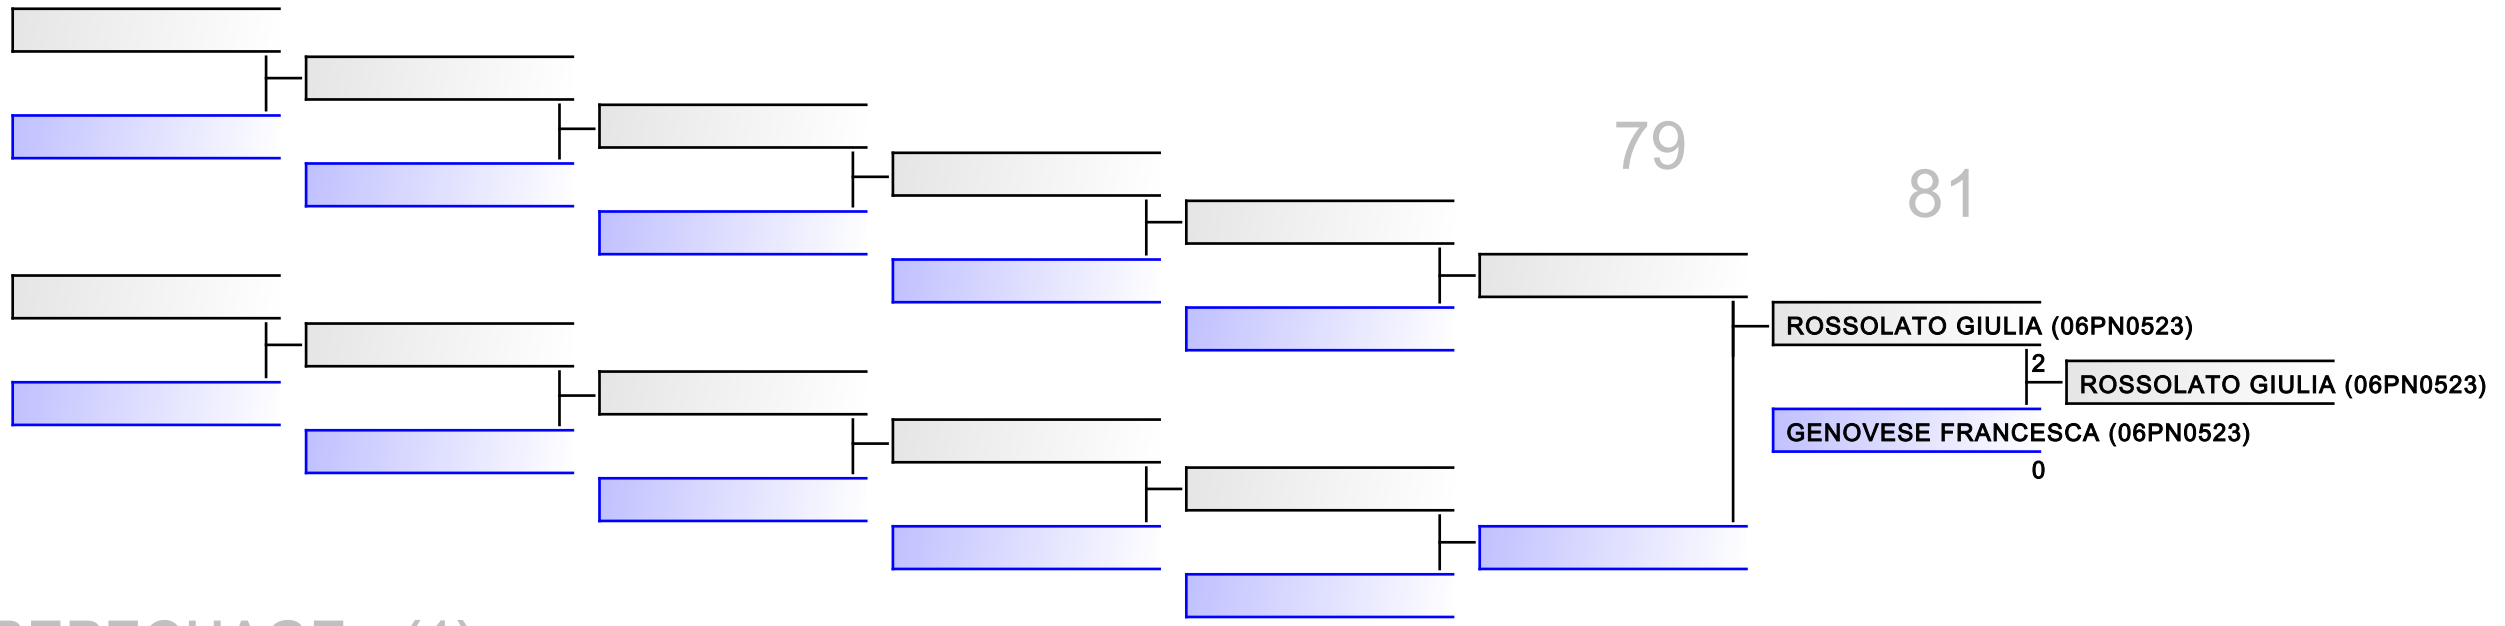 79
81
ROSSOLATO GIULIA (06PN0523)
2
ROSSOLATO GIULIA (06PN0523)
GENOVESE FRANCESCA (06PN0523)
0